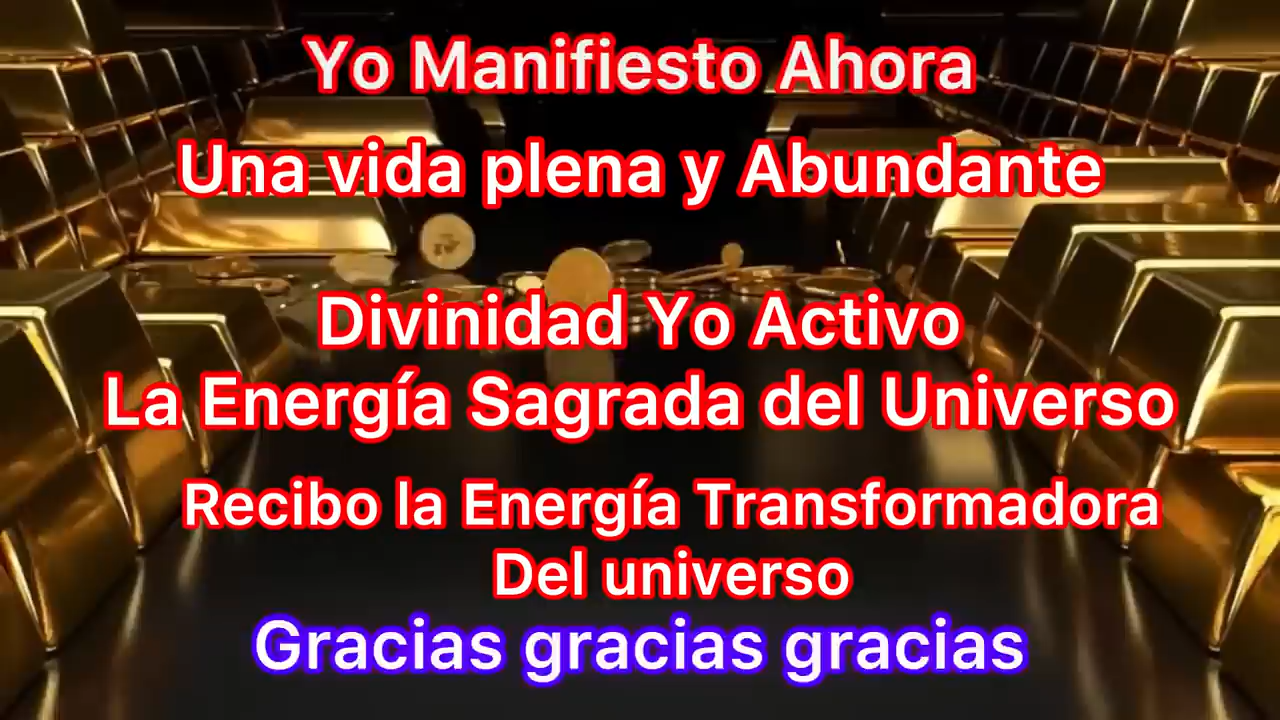 Yo Manifiesto Ahora
Una vida plena y Abundante
Divinidad Yo Activo
La Energía Sagrada del Universo
Recibo la Energía Transformadora
Del universo
Gracias gracias gracias